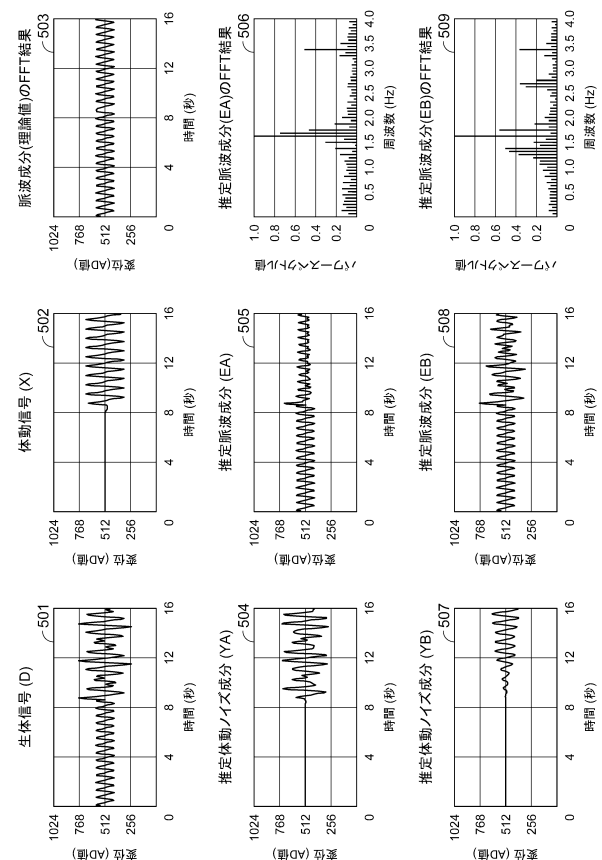 生体信号 (D)
501
1024
768
512
256
変位(AD値)
0 4 8 12 16
時間 (秒)
体動信号 (X)
502
1024
768
512
256
変位(AD値)
0 4 8 12 16
時間 (秒)
脈波成分(理論値)のFFT結果
503
1024
768
512
256
変位(AD値)
0 4 8 12 16
時間 (秒)
推定体動ノイズ成分 (YA)
504
1024
768
512
256
変位(AD値)
0 4 8 12 16
時間 (秒)
推定脈波成分 (EA)
505
1024
768
512
256
変位(AD値)
0 4 8 12 16
時間 (秒)
推定脈波成分(EA)のFFT結果
506
1.0
0.8
0.6
0.4
0.2
パワースペクトル値
0 0.5 1.0 1.5 2.0 2.5 3.0 3.5 4.0
周波数 (Hz)
推定体動ノイズ成分 (YB)
507
1024
768
512
256
変位(AD値)
0 4 8 12 16
時間 (秒)
推定脈波成分 (EB)
508
1024
768
512
256
変位(AD値)
0 4 8 12 16
時間 (秒)
推定脈波成分(EB)のFFT結果
509
1.0
0.8
0.6
0.4
0.2
パワースペクトル値
0 0.5 1.0 1.5 2.0 2.5 3.0 3.5 4.0
周波数 (Hz)